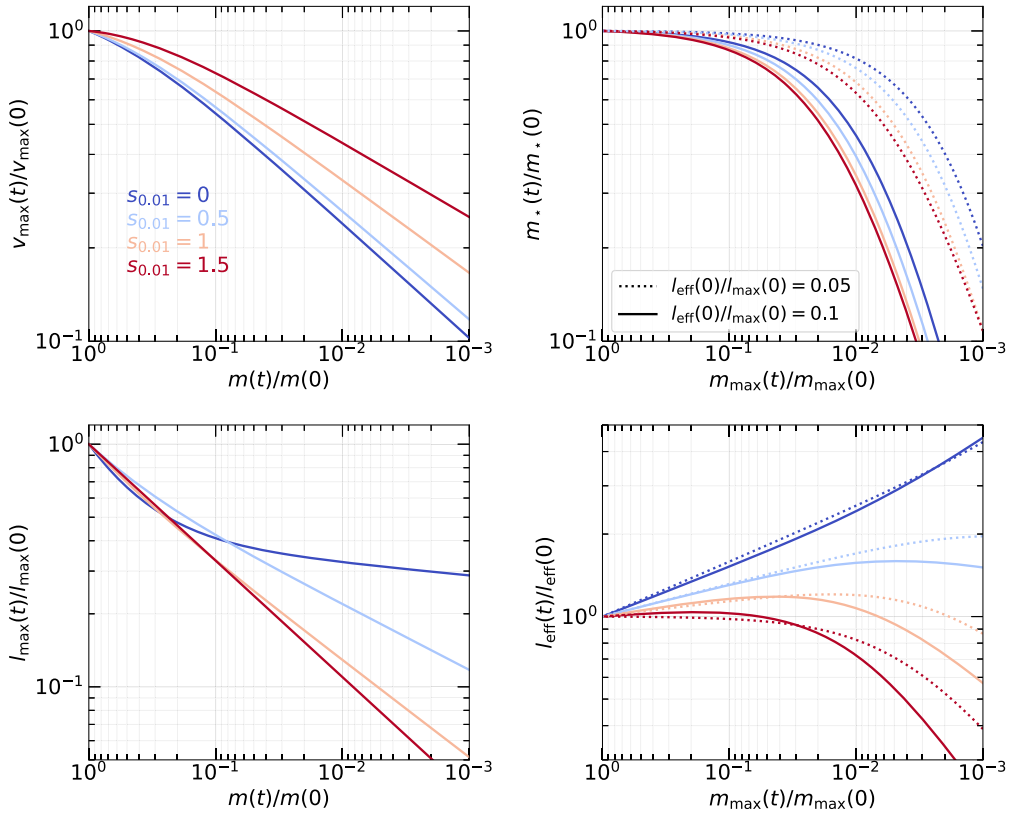 10⁰
10⁻¹
v_max(t)/v_max(0)
s_0.01 = 0
s_0.01 = 0.5
s_0.01 = 1
s_0.01 = 1.5
10⁰ 10⁻¹ 10⁻² 10⁻³
m(t)/m(0)
10⁰
10⁻¹
m⋆(t)/m⋆(0)
l_eff(0)/l_max(0) = 0.05
l_eff(0)/l_max(0) = 0.1
10⁰ 10⁻¹ 10⁻² 10⁻³
m_max(t)/m_max(0)
10⁰
10⁻¹
l_max(t)/l_max(0)
10⁰ 10⁻¹ 10⁻² 10⁻³
m(t)/m(0)
10⁰
l_eff(t)/l_eff(0)
10⁰ 10⁻¹ 10⁻² 10⁻³
m_max(t)/m_max(0)